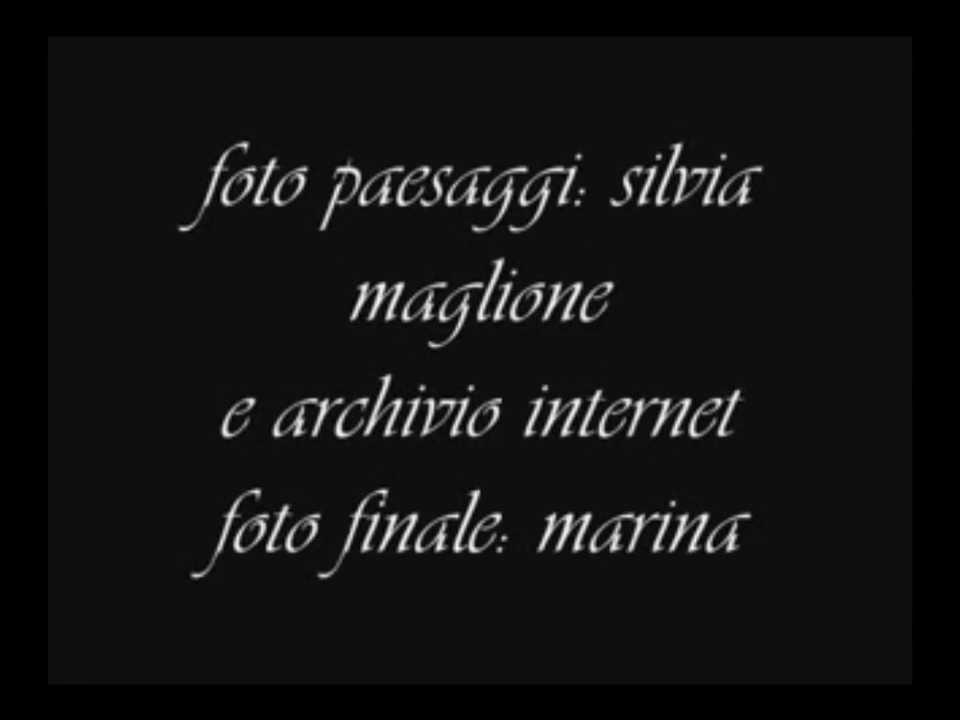 foto paesaggi: silvia
maglione
e archivio internet
foto finale: marina